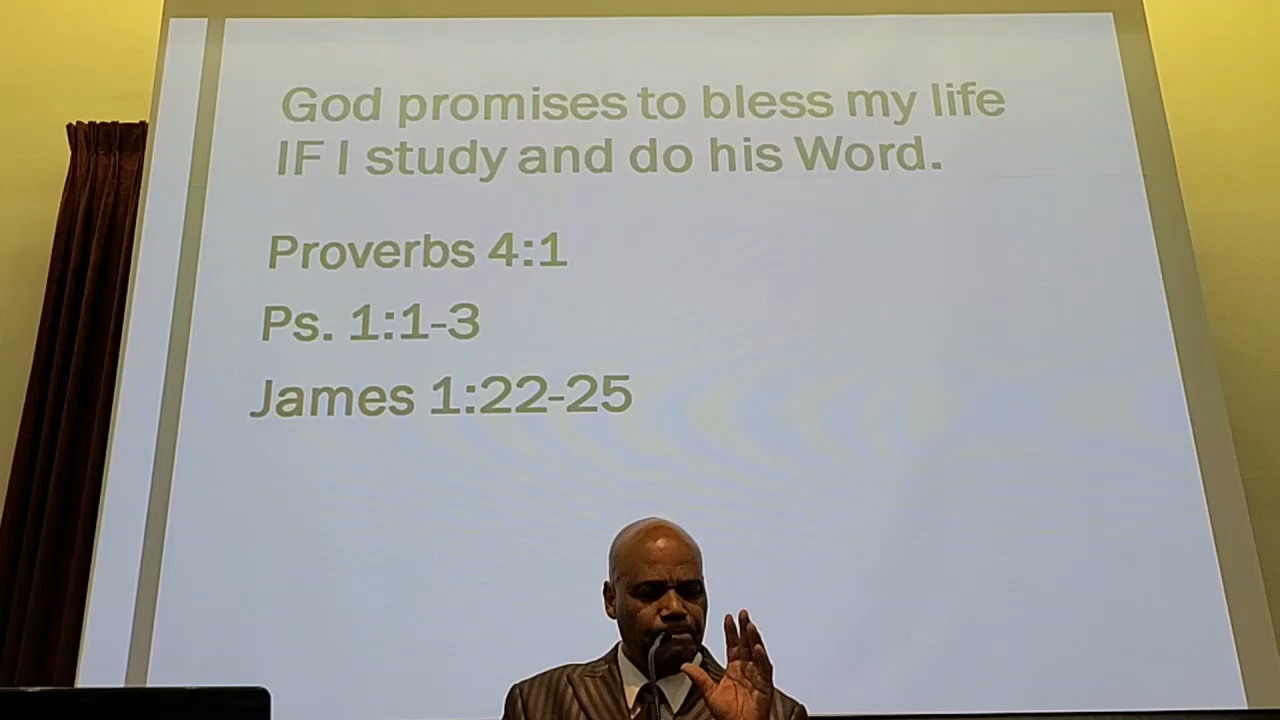 God promises to bless my life
IF I study and do his Word.
Proverbs 4:1
Ps. 1:1-3
James 1:22-25